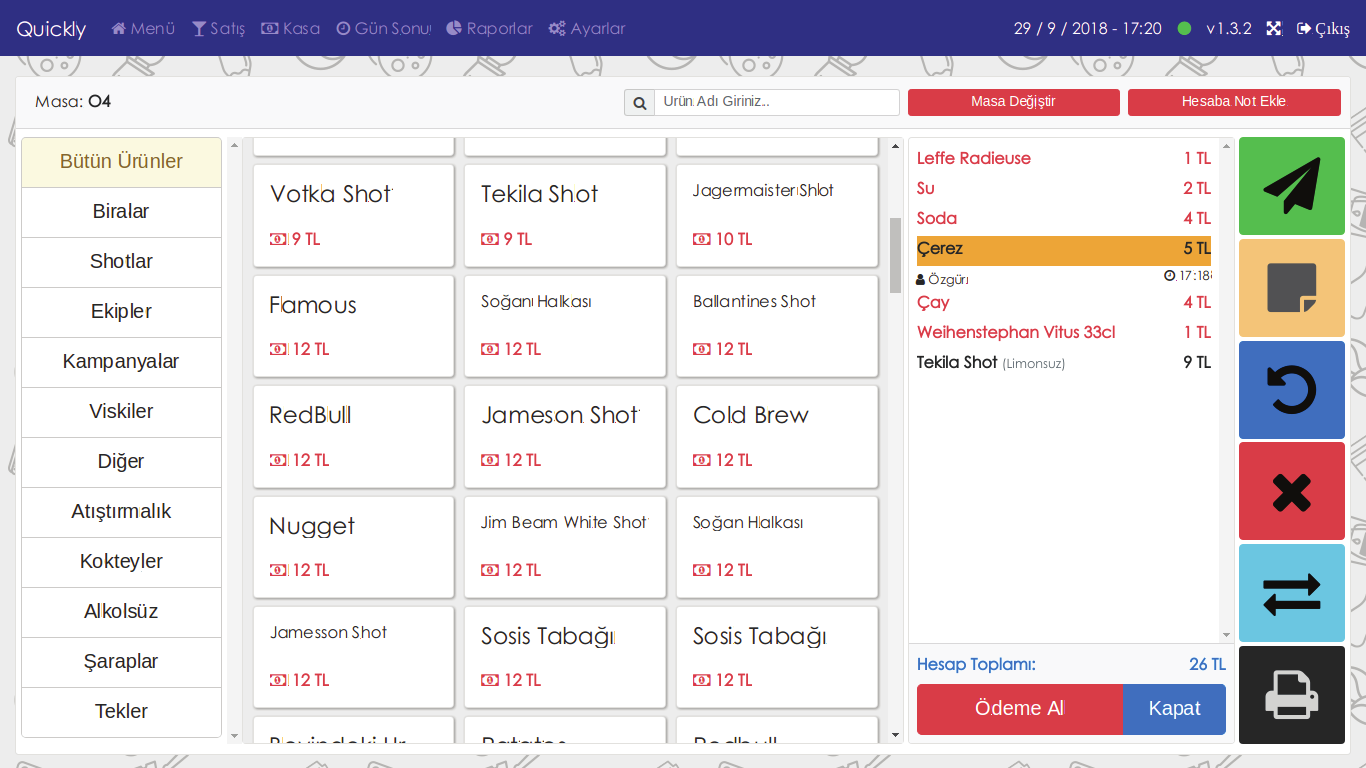 Quickly Menü Satış Kasa Gün Sonu Raporlar Ayarlar 29 / 9 / 2018 - 17:20 v1.3.2 Çıkış
Masa: O4 Ürün Adı Giriniz.. Masa Değiştir Hesaba Not Ekle
Bütün Ürünler
Biralar
Shotlar
Ekipler
Kampanyalar
Viskiler
Diğer
Atıştırmalık
Kokteyler
Alkolsüz
Şaraplar
Tekler
Votka Shot Tekila Shot Jagermaister Shot
9 TL 9 TL 10 TL
Famous Soğan Halkası Ballantines Shot
12 TL 12 TL 12 TL
RedBull Jameson Shot Cold Brew
12 TL 12 TL 12 TL
Nugget Jim Beam White Shot Soğan Halkası
12 TL 12 TL 12 TL
Jamesson Shot Sosis Tabağı Sosis Tabağı
12 TL 12 TL 12 TL
Leffe Radieuse 1 TL
Su 2 TL
Soda 4 TL
Çerez 5 TL
Özgür 17:18
Çay 4 TL
Weihenstephan Vitus 33cl 1 TL
Tekila Shot (Limonsuz) 9 TL
Hesap Toplamı: 26 TL
Ödeme Al Kapat